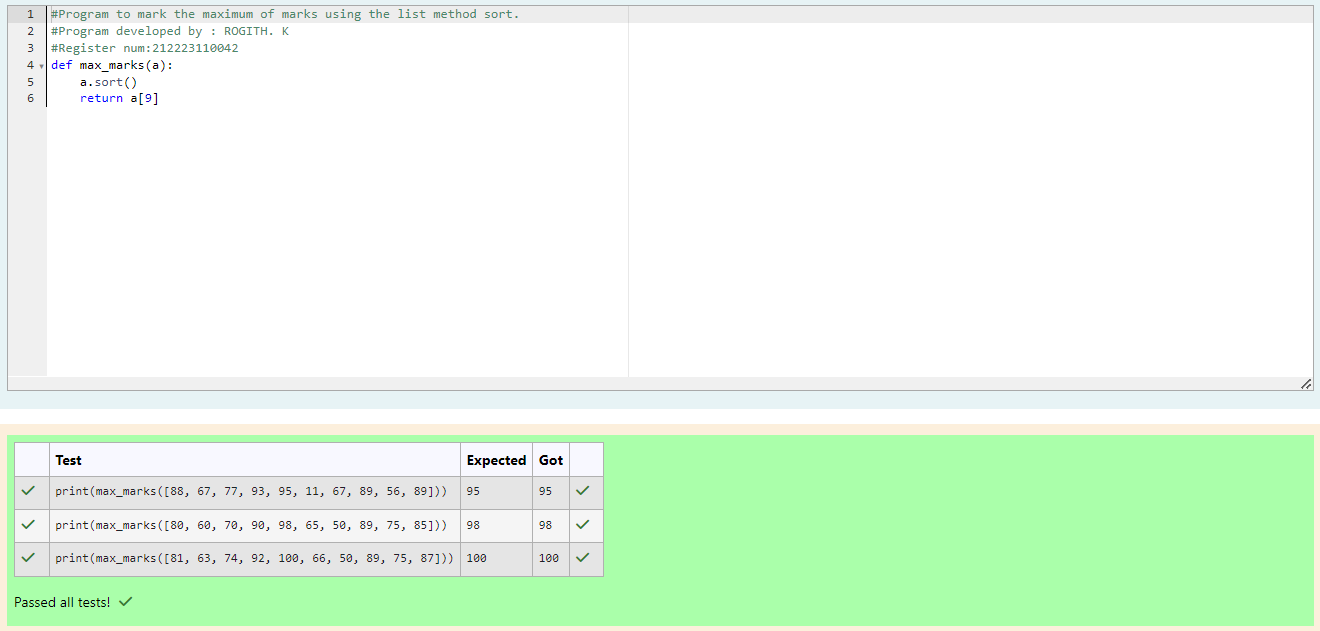 1 #Program to mark the maximum of marks using the list method sort.
2 #Program developed by : ROGITH. K
3 #Register num:212223110042
4 def max_marks(a):
5 a.sort()
6 return a[9]
Test Expected Got
print(max_marks([88, 67, 77, 93, 95, 11, 67, 89, 56, 89])) 95 95
print(max_marks([80, 60, 70, 90, 98, 65, 50, 89, 75, 85])) 98 98
print(max_marks([81, 63, 74, 92, 100, 66, 50, 89, 75, 87])) 100 100
Passed all tests!